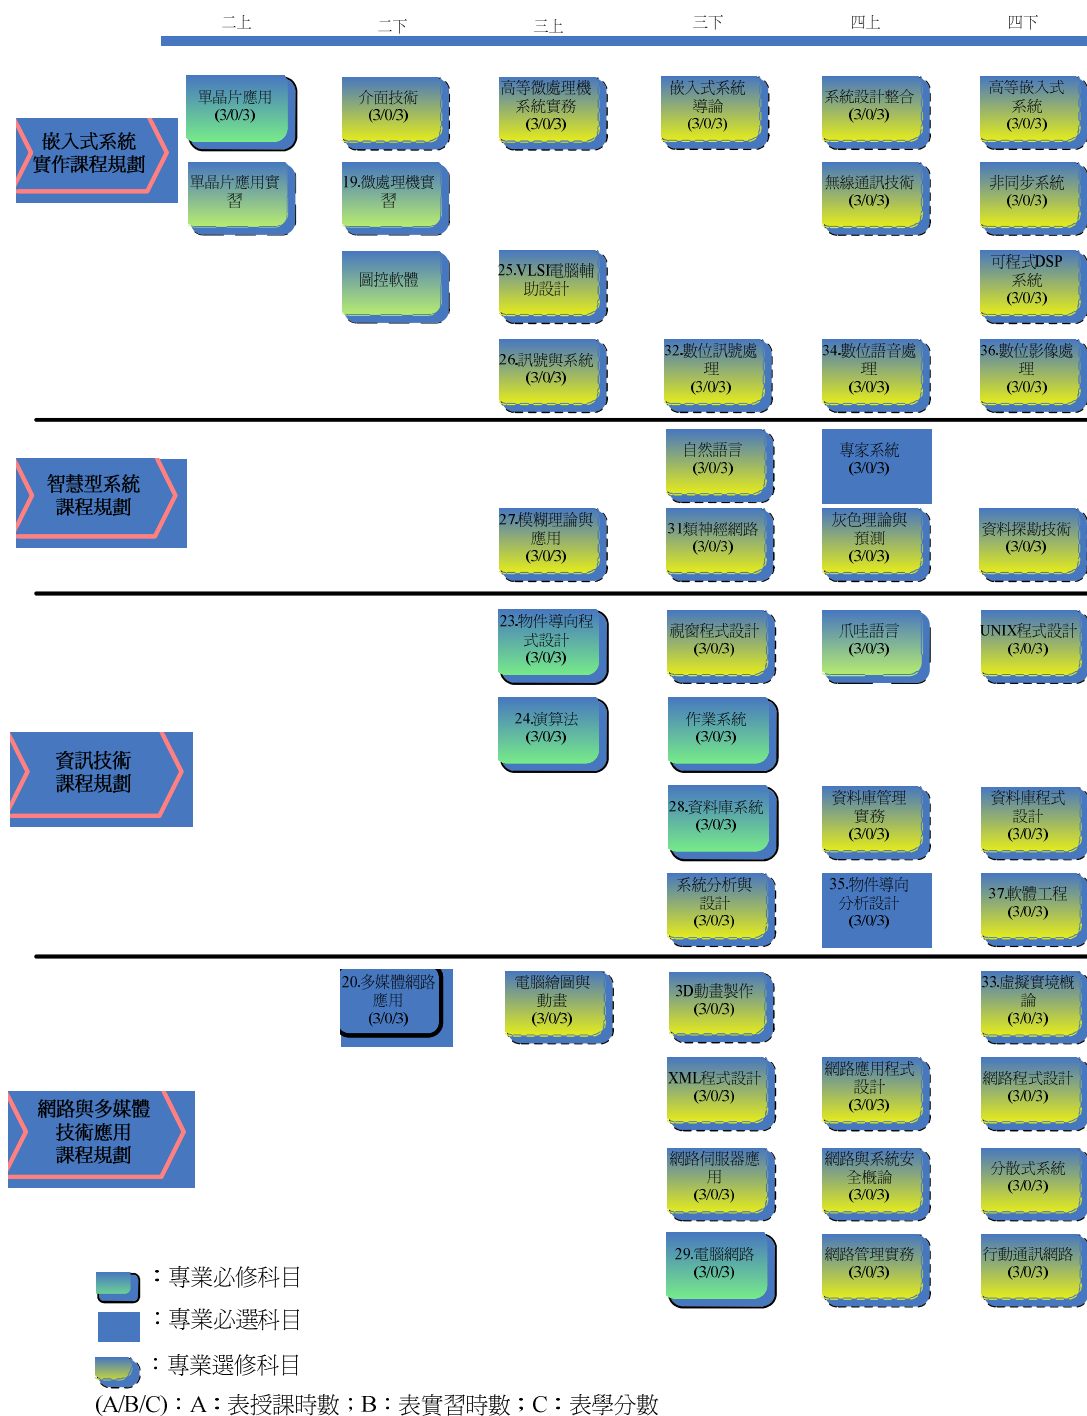 二上 二下 三上 三下 四上 四下
嵌入式系統
實作課程規劃
單晶片應用
(3/0/3)
介面技術
(3/0/3)
高等微處理機
系統實務
(3/0/3)
嵌入式系統
導論
(3/0/3)
系統設計整合
(3/0/3)
高等嵌入式
系統
(3/0/3)
單晶片應用實
習
19.微處理機實
習
無線通訊技術
(3/0/3)
非同步系統
(3/0/3)
圖控軟體
25.VLSI電腦輔
助設計
可程式DSP
系統
(3/0/3)
26.訊號與系統
(3/0/3)
32.數位訊號處
理
(3/0/3)
34.數位語音處
理
(3/0/3)
36.數位影像處
理
(3/0/3)
智慧型系統
課程規劃
自然語言
(3/0/3)
專家系統
(3/0/3)
27.模糊理論與
應用
(3/0/3)
31類神經網路
(3/0/3)
灰色理論與
預測
(3/0/3)
資料探勘技術
(3/0/3)
資訊技術
課程規劃
23.物件導向程
式設計
(3/0/3)
視窗程式設計
(3/0/3)
爪哇語言
(3/0/3)
UNIX程式設計
(3/0/3)
24.演算法
(3/0/3)
作業系統
(3/0/3)
28.資料庫系統
(3/0/3)
資料庫管理
實務
(3/0/3)
資料庫程式
設計
(3/0/3)
系統分析與
設計
(3/0/3)
35.物件導向
分析設計
(3/0/3)
37.軟體工程
(3/0/3)
網路與多媒體
技術應用
課程規劃
20.多媒體網路
應用
(3/0/3)
電腦繪圖與
動畫
(3/0/3)
3D動畫製作
(3/0/3)
33.虛擬實境概
論
(3/0/3)
XML程式設計
(3/0/3)
網路應用程式
設計
(3/0/3)
網路程式設計
(3/0/3)
網路伺服器應
用
(3/0/3)
網路與系統安
全概論
(3/0/3)
分散式系統
(3/0/3)
29.電腦網路
(3/0/3)
網路管理實務
(3/0/3)
行動通訊網路
(3/0/3)
：專業必修科目
：專業必選科目
：專業選修科目
(A/B/C)：A：表授課時數；B：表實習時數；C：表學分數